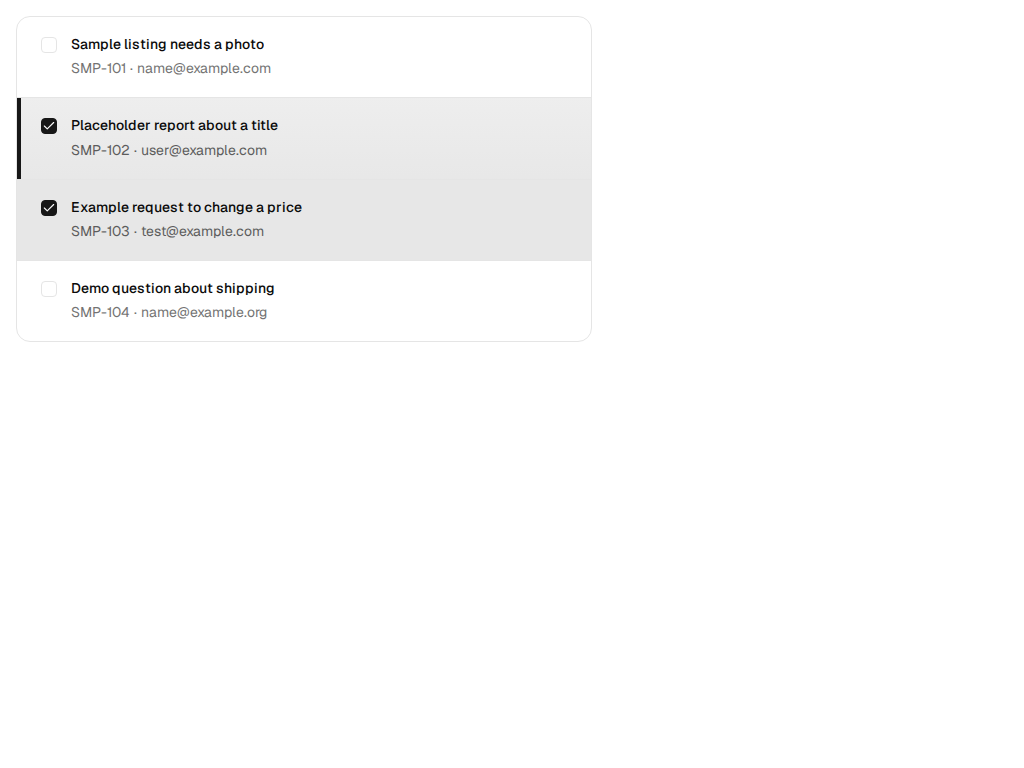 Sample listing needs a photo
SMP-101 · name@example.com
Placeholder report about a title
SMP-102 · user@example.com
Example request to change a price
SMP-103 · test@example.com
Demo question about shipping
SMP-104 · name@example.org